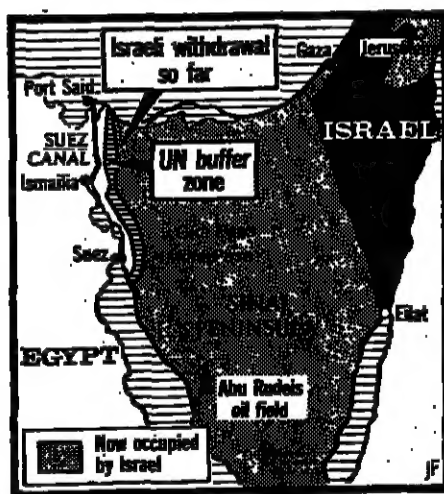 Israeli withdrawal
so far
Gaza
Jerusalem
Port Said
ISRAEL
SUEZ
CANAL
UN buffer
zone
Ismailia
Suez
SINAI
PENINSULA
Eilat
EGYPT
Abu Rudeis
oil field
Now occupied
by Israel
JF